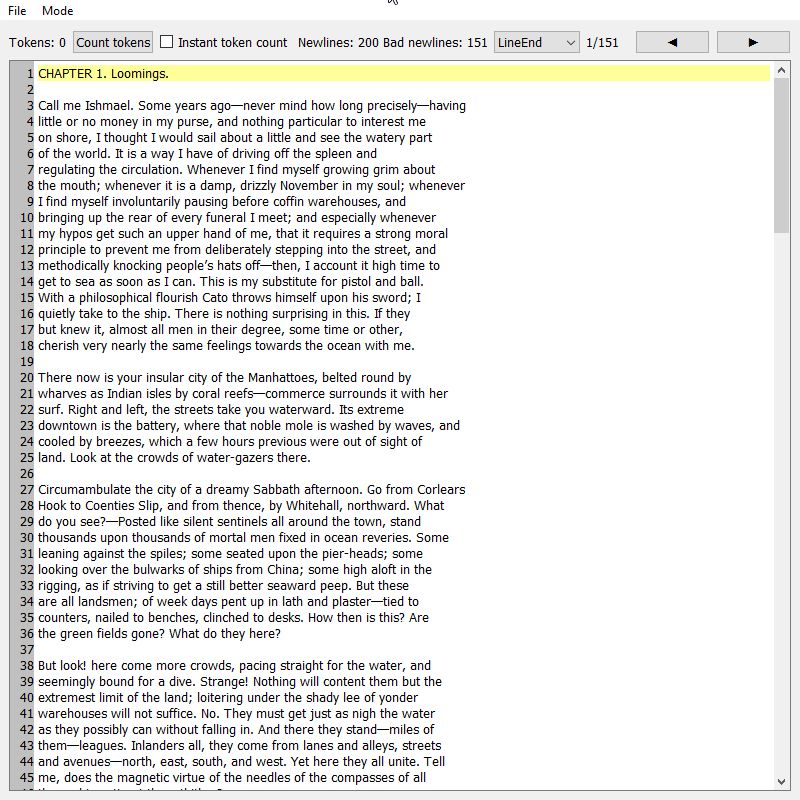 File Mode
Tokens: 0 Count tokens Instant token count Newlines: 200 Bad newlines: 151 LineEnd 1/151
1 CHAPTER 1. Loomings.
2
3 Call me Ishmael. Some years ago—never mind how long precisely—having
4 little or no money in my purse, and nothing particular to interest me
5 on shore, I thought I would sail about a little and see the watery part
6 of the world. It is a way I have of driving off the spleen and
7 regulating the circulation. Whenever I find myself growing grim about
8 the mouth; whenever it is a damp, drizzly November in my soul; whenever
9 I find myself involuntarily pausing before coffin warehouses, and
10 bringing up the rear of every funeral I meet; and especially whenever
11 my hypos get such an upper hand of me, that it requires a strong moral
12 principle to prevent me from deliberately stepping into the street, and
13 methodically knocking people’s hats off—then, I account it high time to
14 get to sea as soon as I can. This is my substitute for pistol and ball.
15 With a philosophical flourish Cato throws himself upon his sword; I
16 quietly take to the ship. There is nothing surprising in this. If they
17 but knew it, almost all men in their degree, some time or other,
18 cherish very nearly the same feelings towards the ocean with me.
19
20 There now is your insular city of the Manhattoes, belted round by
21 wharves as Indian isles by coral reefs—commerce surrounds it with her
22 surf. Right and left, the streets take you waterward. Its extreme
23 downtown is the battery, where that noble mole is washed by waves, and
24 cooled by breezes, which a few hours previous were out of sight of
25 land. Look at the crowds of water-gazers there.
26
27 Circumambulate the city of a dreamy Sabbath afternoon. Go from Corlears
28 Hook to Coenties Slip, and from thence, by Whitehall, northward. What
29 do you see?—Posted like silent sentinels all around the town, stand
30 thousands upon thousands of mortal men fixed in ocean reveries. Some
31 leaning against the spiles; some seated upon the pier-heads; some
32 looking over the bulwarks of ships from China; some high aloft in the
33 rigging, as if striving to get a still better seaward peep. But these
34 are all landsmen; of week days pent up in lath and plaster—tied to
35 counters, nailed to benches, clinched to desks. How then is this? Are
36 the green fields gone? What do they here?
37
38 But look! here come more crowds, pacing straight for the water, and
39 seemingly bound for a dive. Strange! Nothing will content them but the
40 extremest limit of the land; loitering under the shady lee of yonder
41 warehouses will not suffice. No. They must get just as nigh the water
42 as they possibly can without falling in. And there they stand—miles of
43 them—leagues. Inlanders all, they come from lanes and alleys, streets
44 and avenues—north, east, south, and west. Yet here they all unite. Tell
45 me, does the magnetic virtue of the needles of the compasses of all